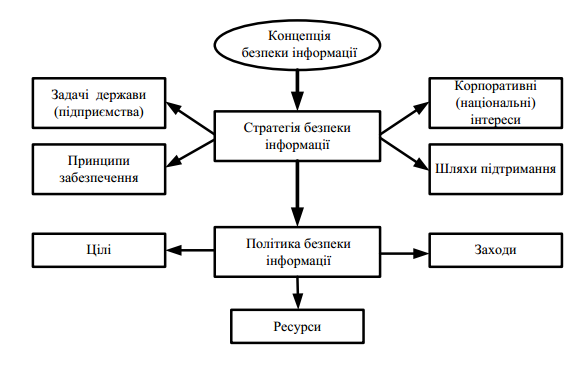 Концепція
безпеки інформації
Задачі держави
(підприємства)
Корпоративні
(національні)
інтереси
Стратегія безпеки
інформації
Принципи
забезпечення
Шляхи підтримання
Цілі
Політика безпеки
інформації
Заходи
Ресурси